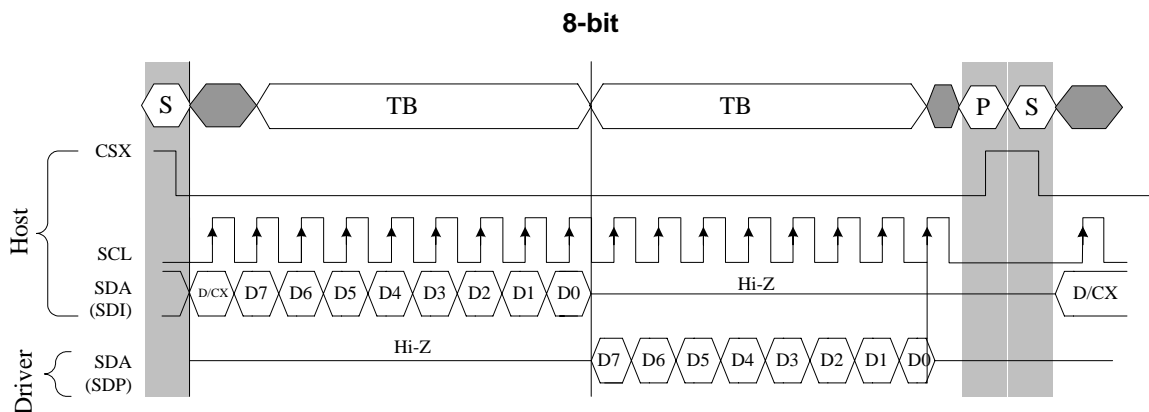 8-bit
S TB TB P S
CSX
SCL
SDA D/CX D7 D6 D5 D4 D3 D2 D1 D0 Hi-Z D/CX
(SDI)
Host
SDA Hi-Z D7 D6 D5 D4 D3 D2 D1 D0
(SDP)
Driver